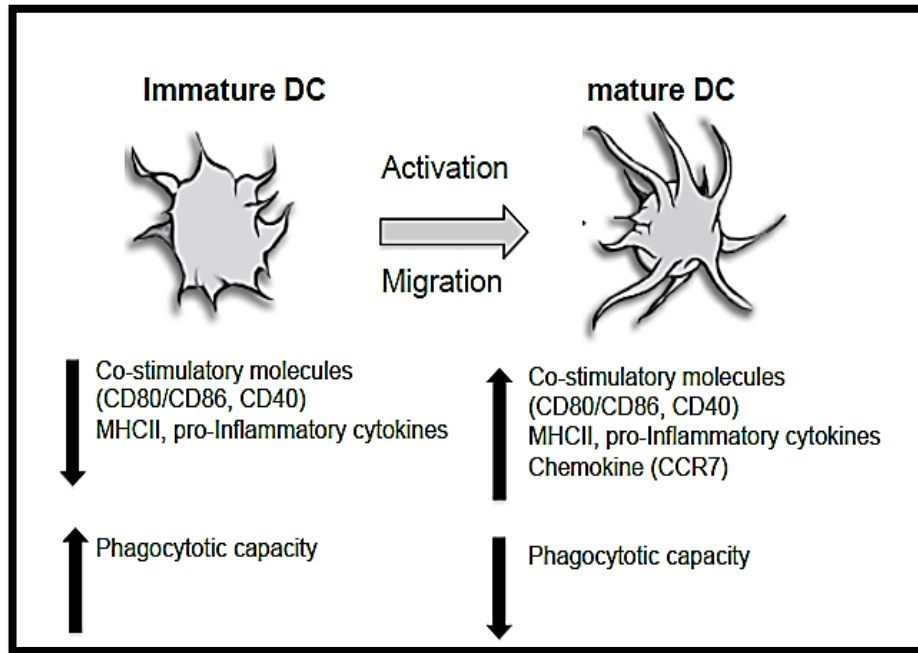 Immature DC
mature DC
Activation
Migration
Co-stimulatory molecules
(CD80/CD86, CD40)
MHCII, pro-Inflammatory cytokines
Phagocytotic capacity
Co-stimulatory molecules
(CD80/CD86, CD40)
MHCII, pro-Inflammatory cytokines
Chemokine (CCR7)
Phagocytotic capacity